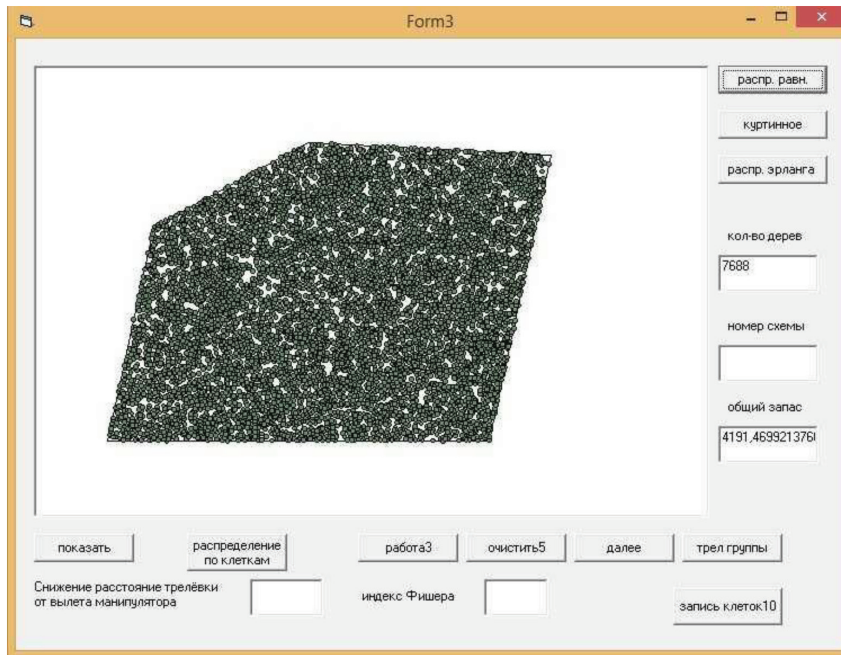 Form3
распр. равн.
куртинное
распр. эрланга
кол-во дерев
7688
номер схемы
общий запас
4191,469921376
показать
распределение
по клеткам
работа3
очистить5
далее
трел группы
Снижение расстояние трелёвки
от вылета манипулятора
индекс Фишера
запись клеток10